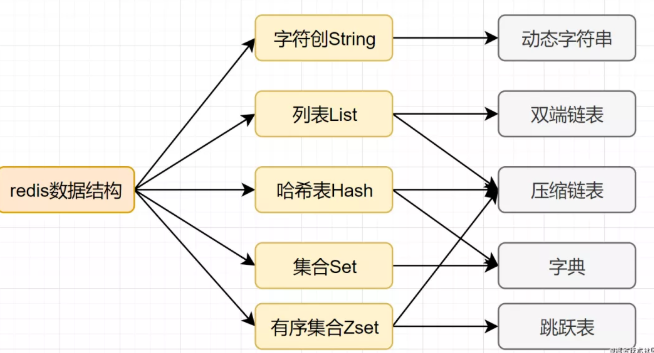 字符创String
动态字符串
列表List
双端链表
redis数据结构
哈希表Hash
压缩链表
集合Set
字典
有序集合Zset
跳跃表